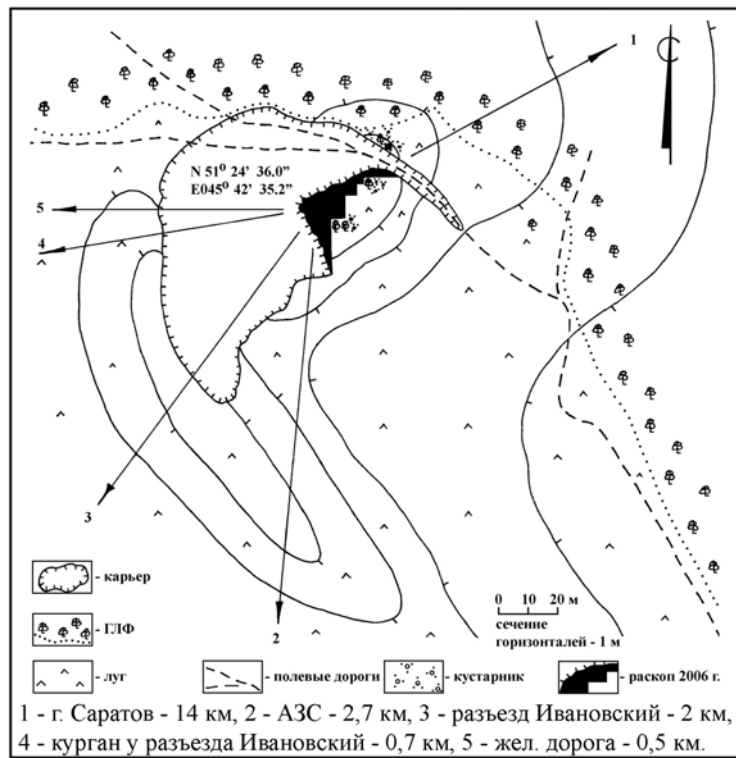 1
С
N 51⁰ 24’ 36.0”
E045⁰ 42’ 35.2”
5
4
3
2
- карьер
- ГЛФ
- луг
- полевые дороги
- кустарник
- раскоп 2006 г.
0 10 20 м
сечение
горизонталей - 1 м
1 - г. Саратов - 14 км, 2 - АЗС - 2,7 км, 3 - разъезд Ивановский - 2 км,
4 - курган у разъезда Ивановский - 0,7 км, 5 - жел. дорога - 0,5 км.